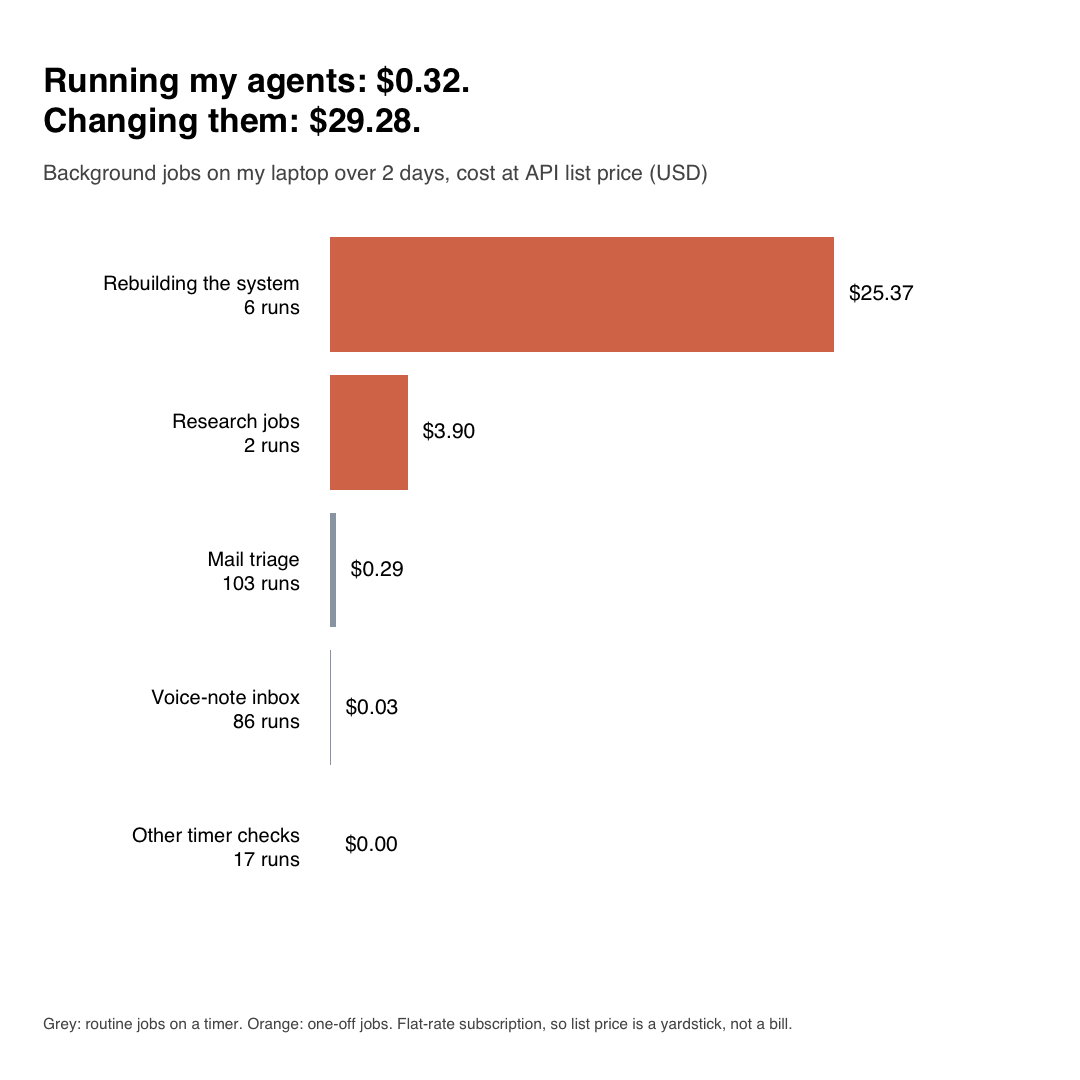 Running my agents: $0.32.
Changing them: $29.28.
Background jobs on my laptop over 2 days, cost at API list price (USD)
Rebuilding the system
6 runs
$25.37
Research jobs
2 runs
$3.90
Mail triage
103 runs
$0.29
Voice-note inbox
86 runs
$0.03
Other timer checks
17 runs
$0.00
Grey: routine jobs on a timer. Orange: one-off jobs. Flat-rate subscription, so list price is a yardstick, not a bill.